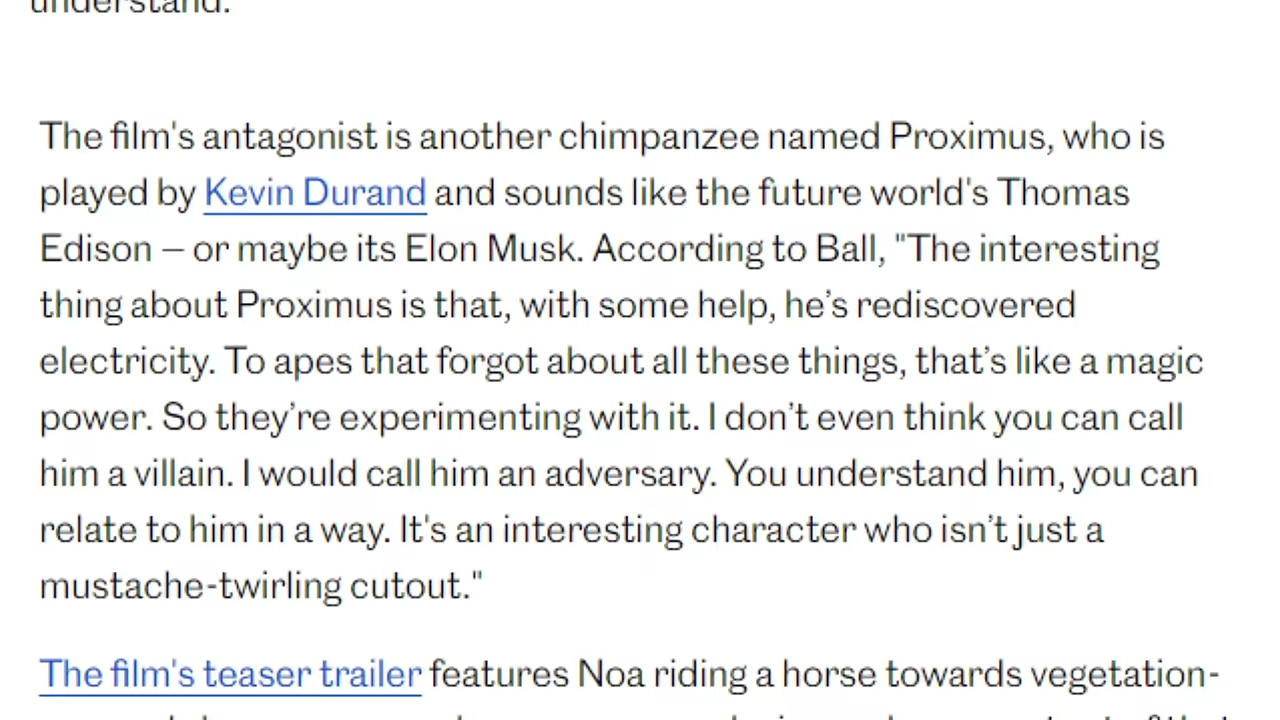 understand.
The film's antagonist is another chimpanzee named Proximus, who is
played by Kevin Durand and sounds like the future world's Thomas
Edison – or maybe its Elon Musk. According to Ball, "The interesting
thing about Proximus is that, with some help, he’s rediscovered
electricity. To apes that forgot about all these things, that’s like a magic
power. So they’re experimenting with it. I don’t even think you can call
him a villain. I would call him an adversary. You understand him, you can
relate to him in a way. It's an interesting character who isn’t just a
mustache-twirling cutout."
The film's teaser trailer features Noa riding a horse towards vegetation-